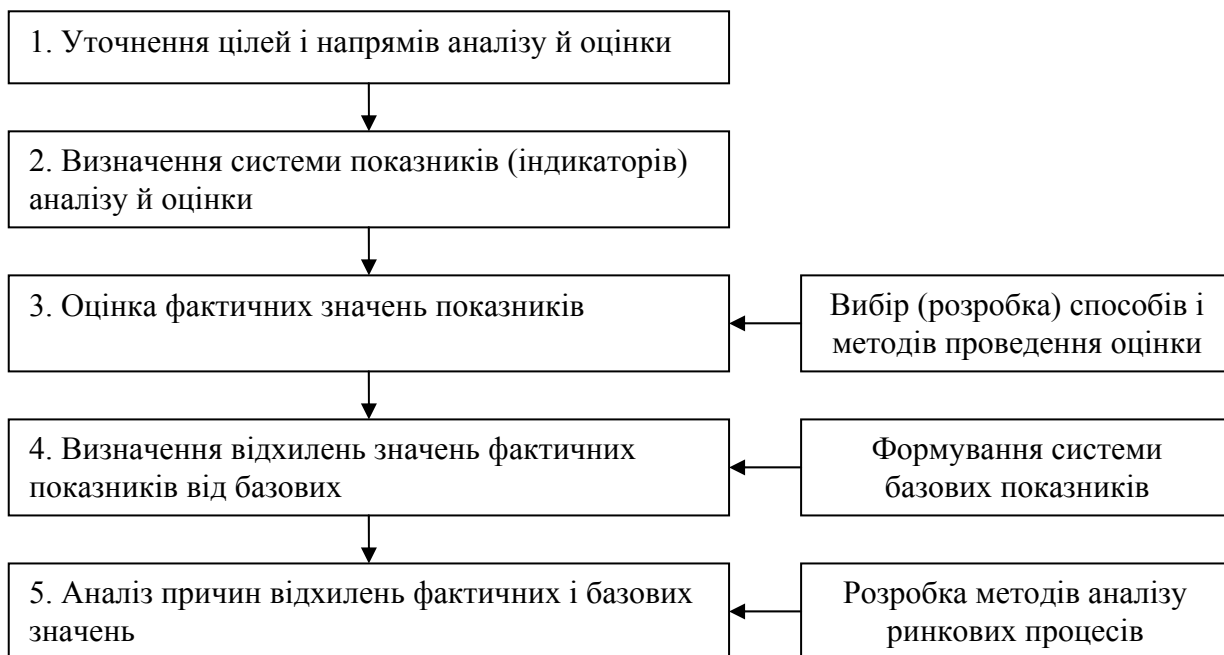 1. Уточнення цілей і напрямів аналізу й оцінки
2. Визначення системи показників (індикаторів)
аналізу й оцінки
3. Оцінка фактичних значень показників
Вибір (розробка) способів і
методів проведення оцінки
4. Визначення відхилень значень фактичних
показників від базових
Формування системи
базових показників
5. Аналіз причин відхилень фактичних і базових
значень
Розробка методів аналізу
ринкових процесів